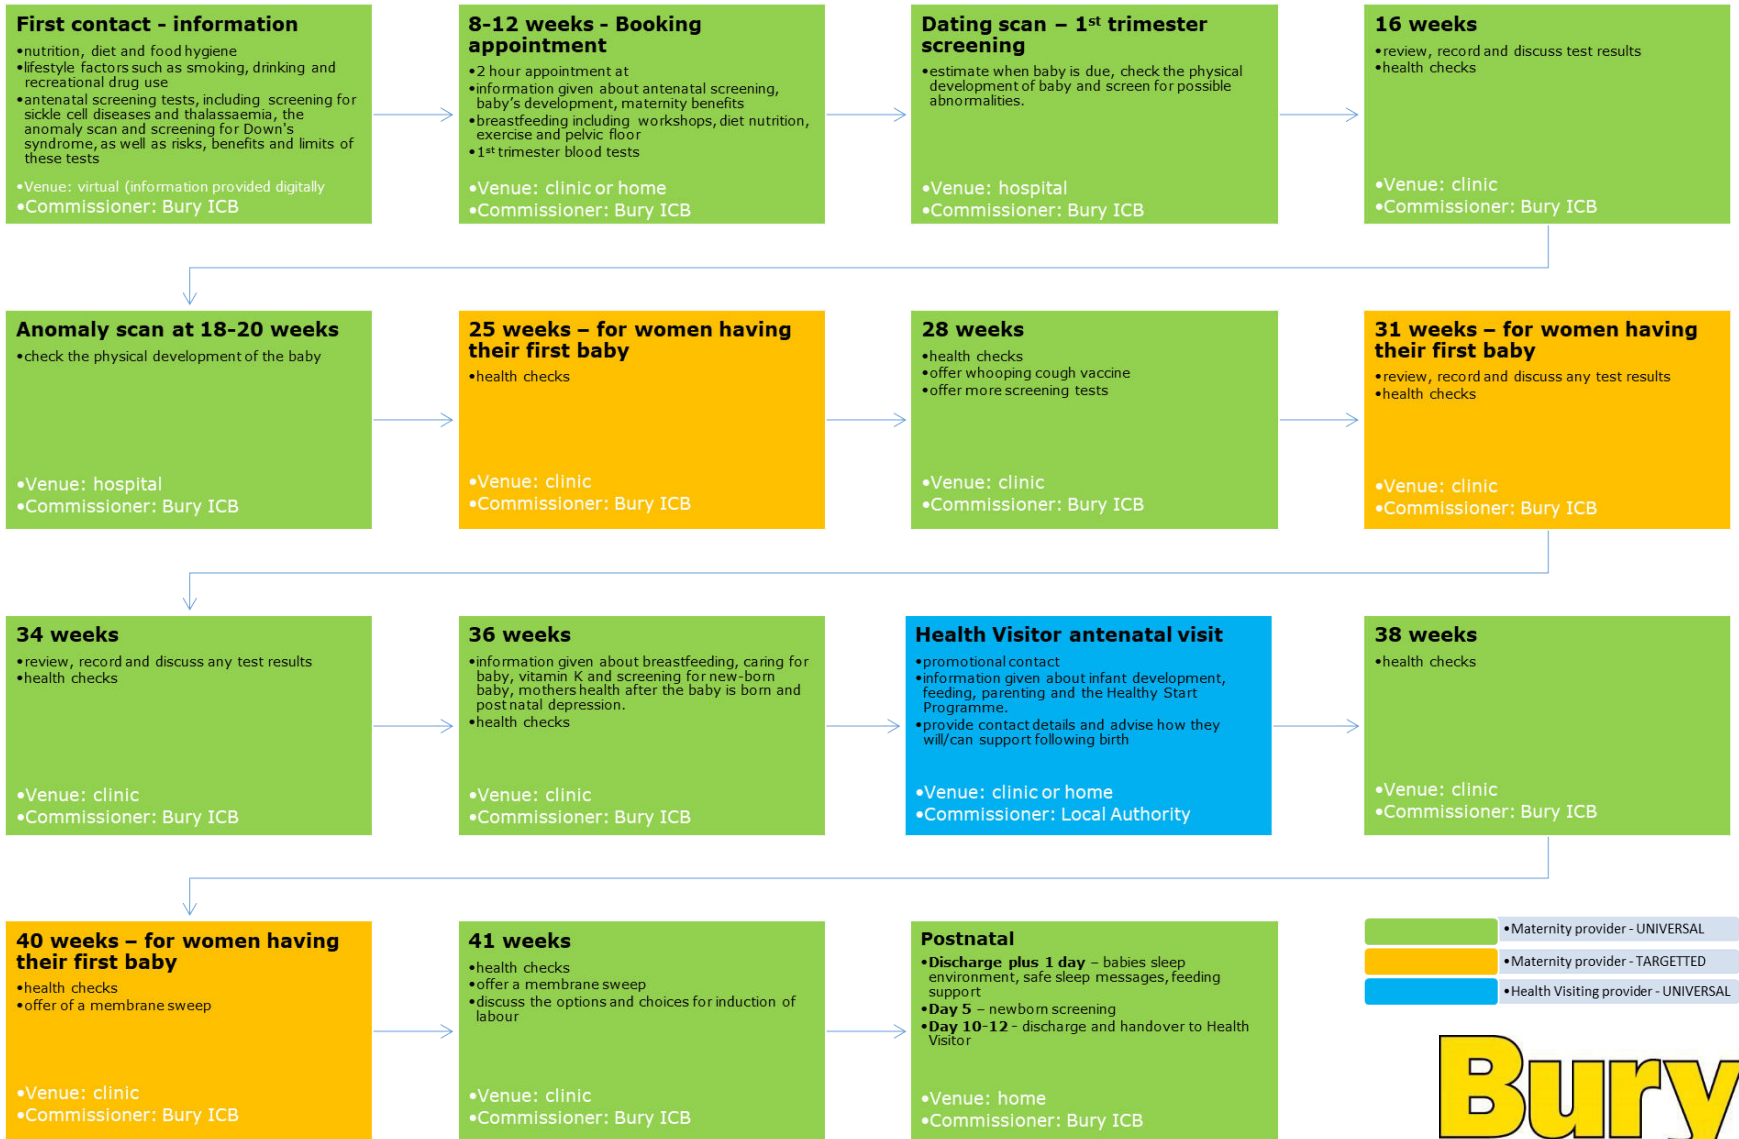 First contact - information
•nutrition, diet and food hygiene
•lifestyle factors such as smoking, drinking and
recreational drug use
•antenatal screening tests, including screening for
sickle cell diseases and thalassaemia, the
anomaly scan and screening for Down's
syndrome, as well as risks, benefits and limits of
these tests
•Venue: virtual (information provided digitally
•Commissioner: Bury ICB
8-12 weeks - Booking
appointment
•2 hour appointment at
•information given about antenatal screening,
baby's development, maternity benefits
•breastfeeding including workshops, diet nutrition,
exercise and pelvic floor
•1st trimester blood tests
•Venue: clinic or home
•Commissioner: Bury ICB
Dating scan – 1st trimester
screening
•estimate when baby is due, check the physical
development of baby and screen for possible
abnormalities.
•Venue: hospital
•Commissioner: Bury ICB
16 weeks
•review, record and discuss test results
•health checks
•Venue: clinic
•Commissioner: Bury ICB
Anomaly scan at 18-20 weeks
•check the physical development of the baby
•Venue: hospital
•Commissioner: Bury ICB
25 weeks – for women having
their first baby
•health checks
•Venue: clinic
•Commissioner: Bury ICB
28 weeks
•health checks
•offer whooping cough vaccine
•offer more screening tests
•Venue: clinic
•Commissioner: Bury ICB
31 weeks – for women having
their first baby
•review, record and discuss any test results
•health checks
•Venue: clinic
•Commissioner: Bury ICB
34 weeks
•review, record and discuss any test results
•health checks
•Venue: clinic
•Commissioner: Bury ICB
36 weeks
•information given about breastfeeding, caring for
baby, vitamin K and screening for new-born
baby, mothers health after the baby is born and
post natal depression.
•health checks
•Venue: clinic
•Commissioner: Bury ICB
Health Visitor antenatal visit
•promotional contact
•information given about infant development,
feeding, parenting and the Healthy Start
Programme.
•provide contact details and advise how they
will/can support following birth
•Venue: clinic or home
•Commissioner: Local Authority
38 weeks
•health checks
•Venue: clinic
•Commissioner: Bury ICB
40 weeks – for women having
their first baby
•health checks
•offer of a membrane sweep
•Venue: clinic
•Commissioner: Bury ICB
41 weeks
•health checks
•offer a membrane sweep
•discuss the options and choices for induction of
labour
•Venue: clinic
•Commissioner: Bury ICB
Postnatal
•Discharge plus 1 day – babies sleep
environment, safe sleep messages, feeding
support
•Day 5 – newborn screening
•Day 10-12 - discharge and handover to Health
Visitor
•Venue: home
•Commissioner: Bury ICB
•Maternity provider - UNIVERSAL
•Maternity provider - TARGETTED
•Health Visiting provider - UNIVERSAL
Bury